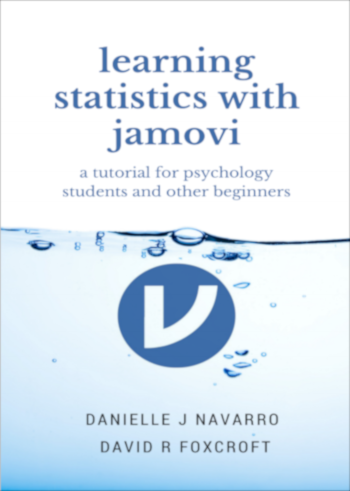 learning
statistics with
jamovi
a tutorial for psychology
students and other beginners
DANIELLE J NAVARRO
DAVID R FOXCROFT